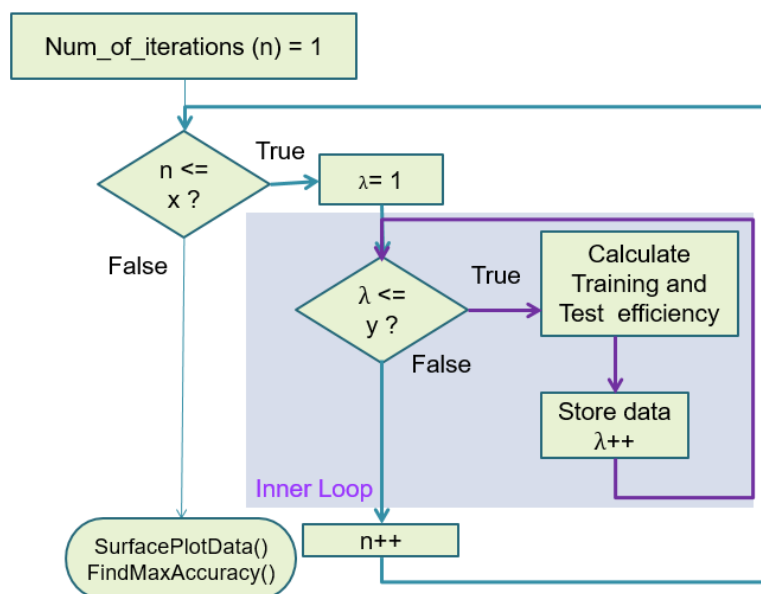 Num_of_iterations (n) = 1
n <=
x ?
True
λ= 1
False
λ <=
y ?
True
Calculate
Training and
Test efficiency
False
Store data
λ++
Inner Loop
n++
SurfacePlotData()
FindMaxAccuracy()